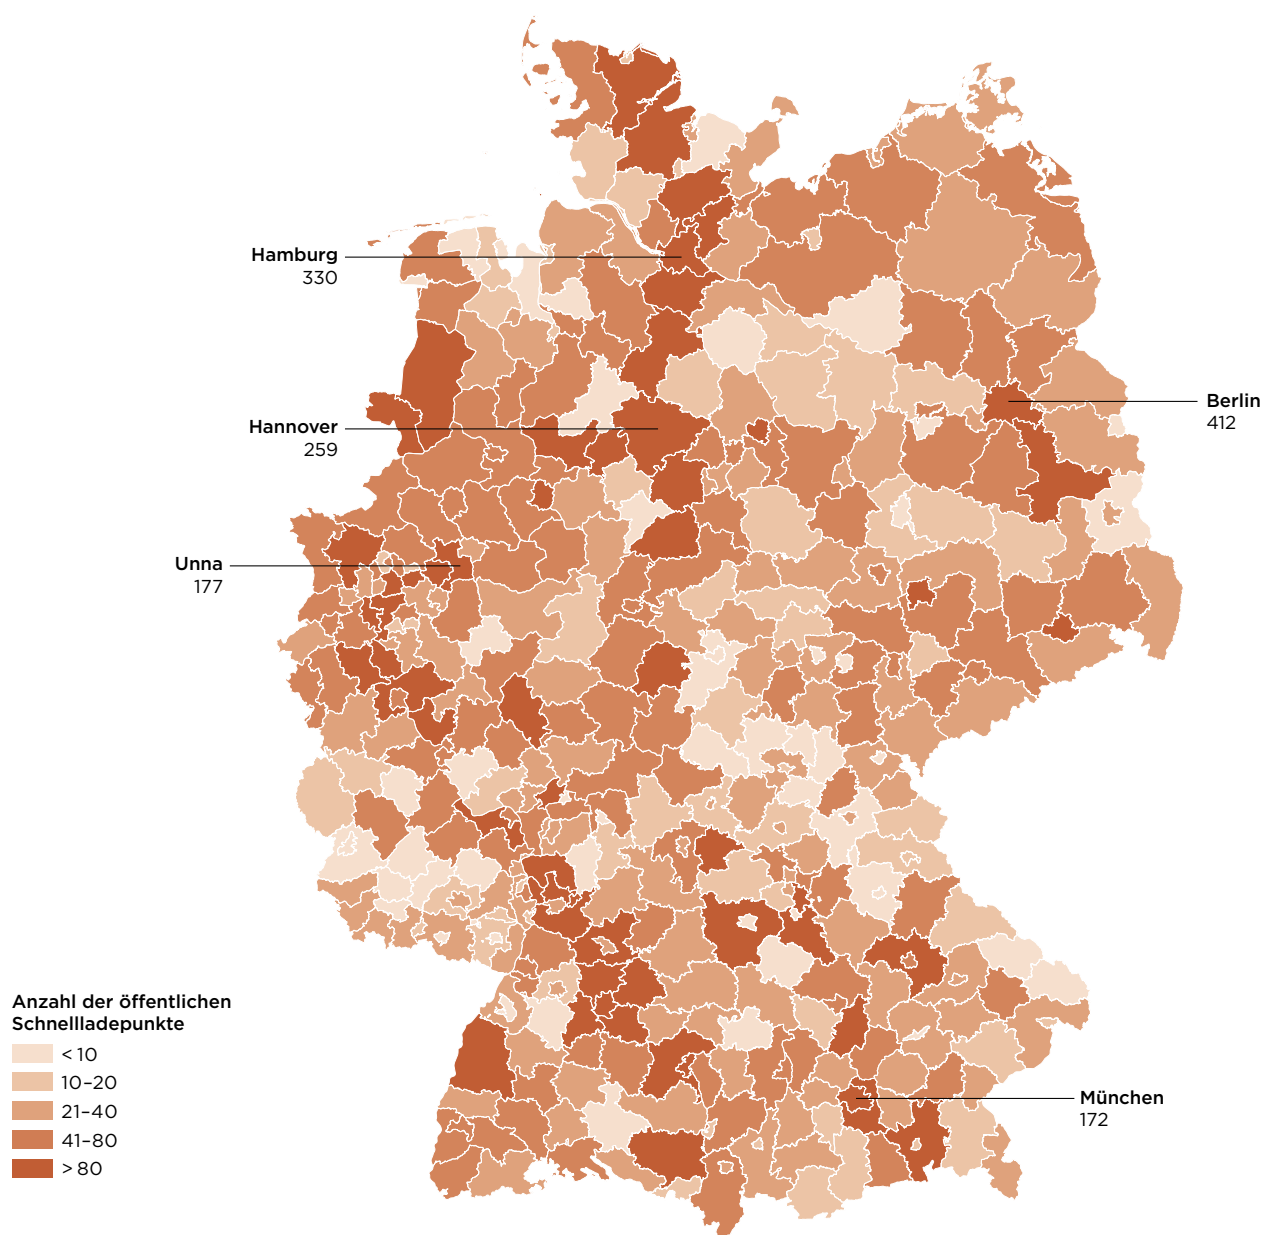 Hamburg
330
Hannover
259
Berlin
412
Unna
177
Anzahl der öffentlichen
Schnellladepunkte
< 10
10–20
21–40
41–80
> 80
München
172